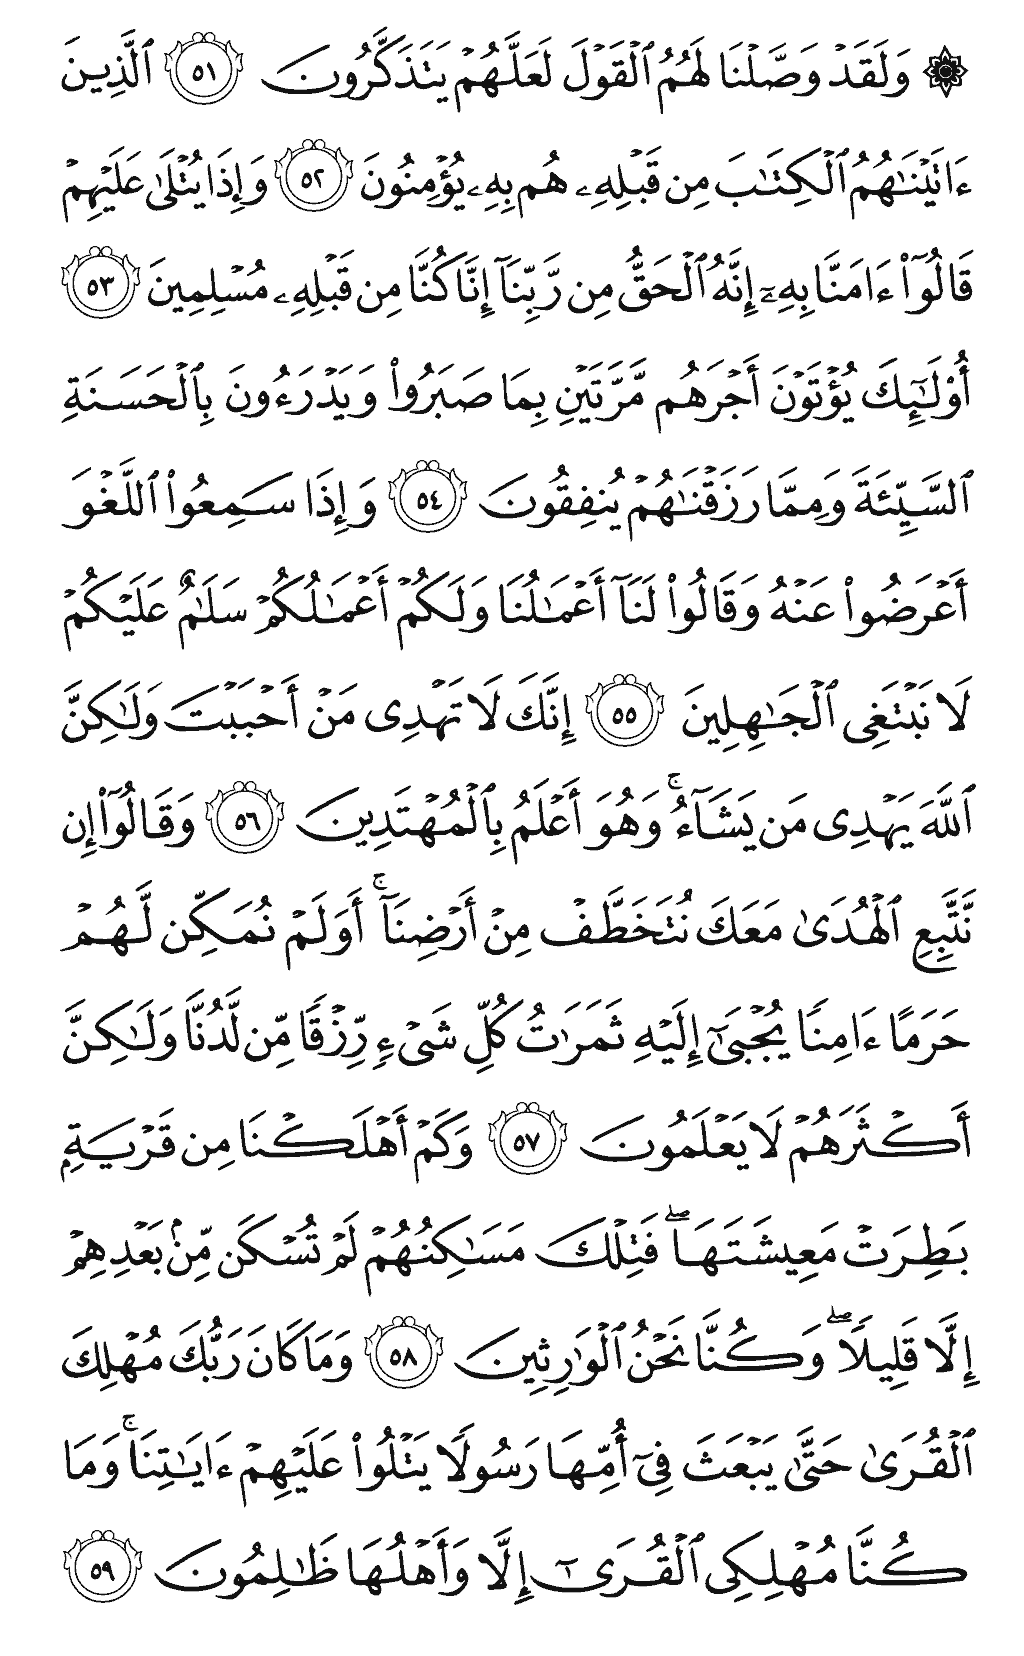 ۞ وَلَقَدْ وَصَّلْنَا لَهُمُ ٱلْقَوْلَ لَعَلَّهُمْ يَتَذَكَّرُونَ ٥١ ٱلَّذِينَ
ءَاتَيْنَٰهُمُ ٱلْكِتَٰبَ مِن قَبْلِهِۦ هُم بِهِۦ يُؤْمِنُونَ ٥٢ وَإِذَا يُتْلَىٰ عَلَيْهِمْ
قَالُوٓا۟ ءَامَنَّا بِهِۦٓ إِنَّهُ ٱلْحَقُّ مِن رَّبِّنَآ إِنَّا كُنَّا مِن قَبْلِهِۦ مُسْلِمِينَ ٥٣
أُو۟لَٰٓئِكَ يُؤْتَوْنَ أَجْرَهُم مَّرَّتَيْنِ بِمَا صَبَرُوا۟ وَيَدْرَءُونَ بِٱلْحَسَنَةِ
ٱلسَّيِّئَةَ وَمِمَّا رَزَقْنَٰهُمْ يُنفِقُونَ ٥٤ وَإِذَا سَمِعُوا۟ ٱللَّغْوَ
أَعْرَضُوا۟ عَنْهُ وَقَالُوا۟ لَنَآ أَعْمَٰلُنَا وَلَكُمْ أَعْمَٰلُكُمْ سَلَٰمٌ عَلَيْكُمْ
لَا نَبْتَغِى ٱلْجَٰهِلِينَ ٥٥ إِنَّكَ لَا تَهْدِى مَنْ أَحْبَبْتَ وَلَٰكِنَّ
ٱللَّهَ يَهْدِى مَن يَشَآءُ ۚ وَهُوَ أَعْلَمُ بِٱلْمُهْتَدِينَ ٥٦ وَقَالُوٓا۟ إِن
نَّتَّبِعِ ٱلْهُدَىٰ مَعَكَ نُتَخَطَّفْ مِنْ أَرْضِنَآ ۚ أَوَلَمْ نُمَكِّن لَّهُمْ
حَرَمًا ءَامِنًا يُجْبَىٰٓ إِلَيْهِ ثَمَرَٰتُ كُلِّ شَىْءٍ رِّزْقًا مِّن لَّدُنَّا وَلَٰكِنَّ
أَكْثَرَهُمْ لَا يَعْلَمُونَ ٥٧ وَكَمْ أَهْلَكْنَا مِن قَرْيَةٍۭ
بَطِرَتْ مَعِيشَتَهَا ۖ فَتِلْكَ مَسَٰكِنُهُمْ لَمْ تُسْكَن مِّنۢ بَعْدِهِمْ
إِلَّا قَلِيلًا ۖ وَكُنَّا نَحْنُ ٱلْوَٰرِثِينَ ٥٨ وَمَا كَانَ رَبُّكَ مُهْلِكَ
ٱلْقُرَىٰ حَتَّىٰ يَبْعَثَ فِىٓ أُمِّهَا رَسُولًا يَتْلُوا۟ عَلَيْهِمْ ءَايَٰتِنَا ۚ وَمَا
كُنَّا مُهْلِكِى ٱلْقُرَىٰٓ إِلَّا وَأَهْلُهَا ظَٰلِمُونَ ٥٩